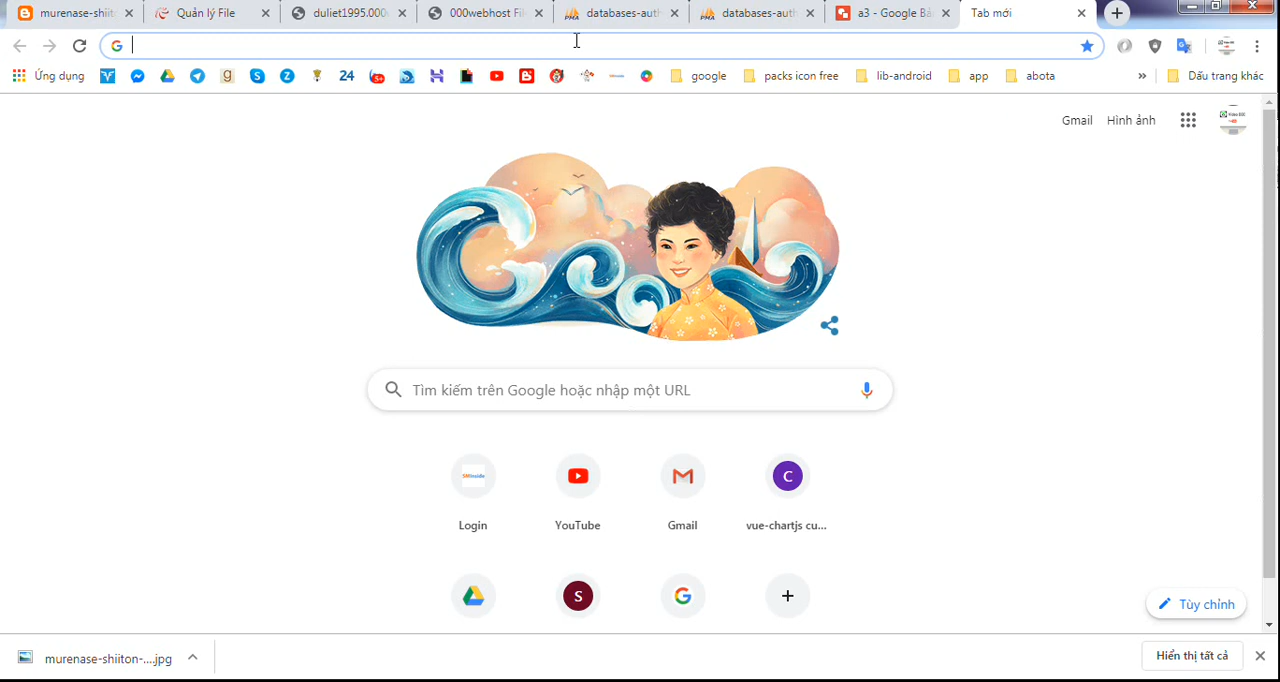 murenase-shiit
Quản lý File
duliet1995.000
000webhost Fil
databases-auth
databases-auth
a3 - Google Bả
Tab mới
Ứng dụng
24
google
packs icon free
lib-android
app
abota
»
Dấu trang khác
Gmail
Hình ảnh
Tìm kiếm trên Google hoặc nhập một URL
C
Login
YouTube
Gmail
vue-chartjs cu...
S
Tùy chỉnh
murenase-shiiton-....jpg
Hiển thị tất cả